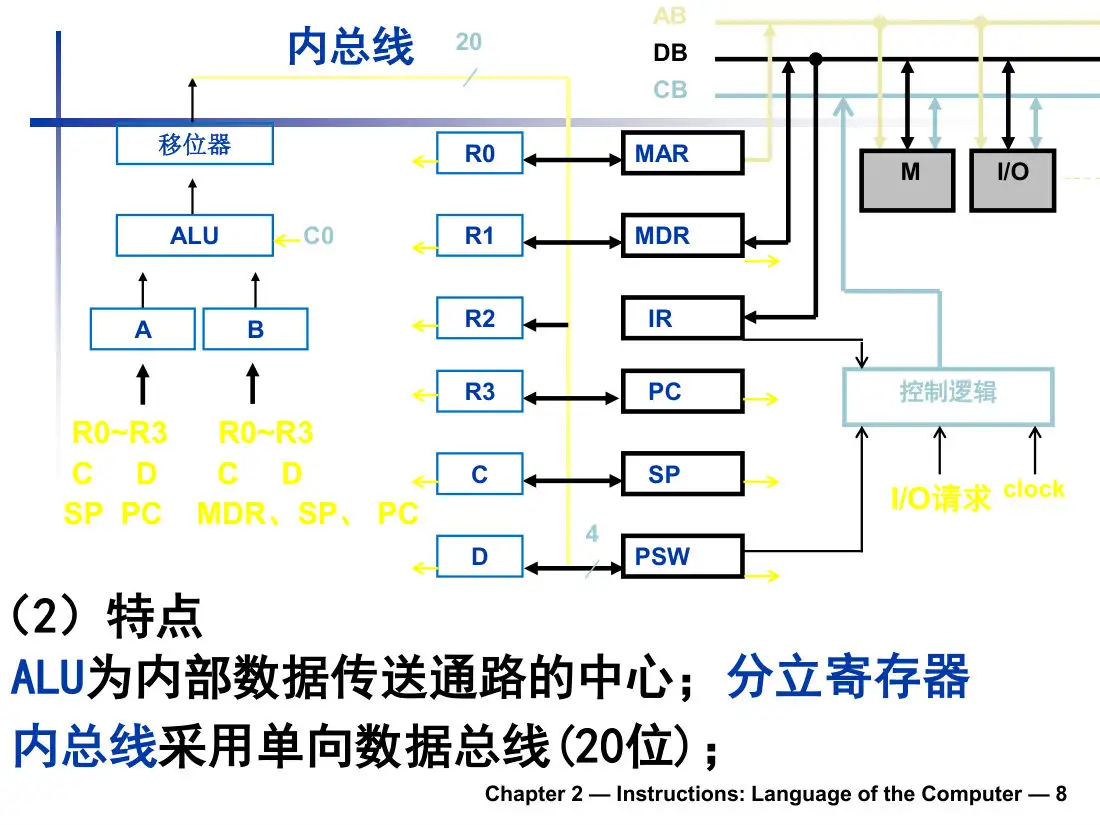 内总线
20
AB
DB
CB
移位器
R0
MAR
M
I/O
ALU
C0
R1
MDR
A
B
R2
IR
R3
PC
控制逻辑
R0~R3
R0~R3
C D
C D
SP PC
MDR、SP、 PC
C
SP
I/O请求
clock
4
D
PSW
（2）特点
ALU为内部数据传送通路的中心；分立寄存器
内总线采用单向数据总线(20位)；
Chapter 2 — Instructions: Language of the Computer — 8